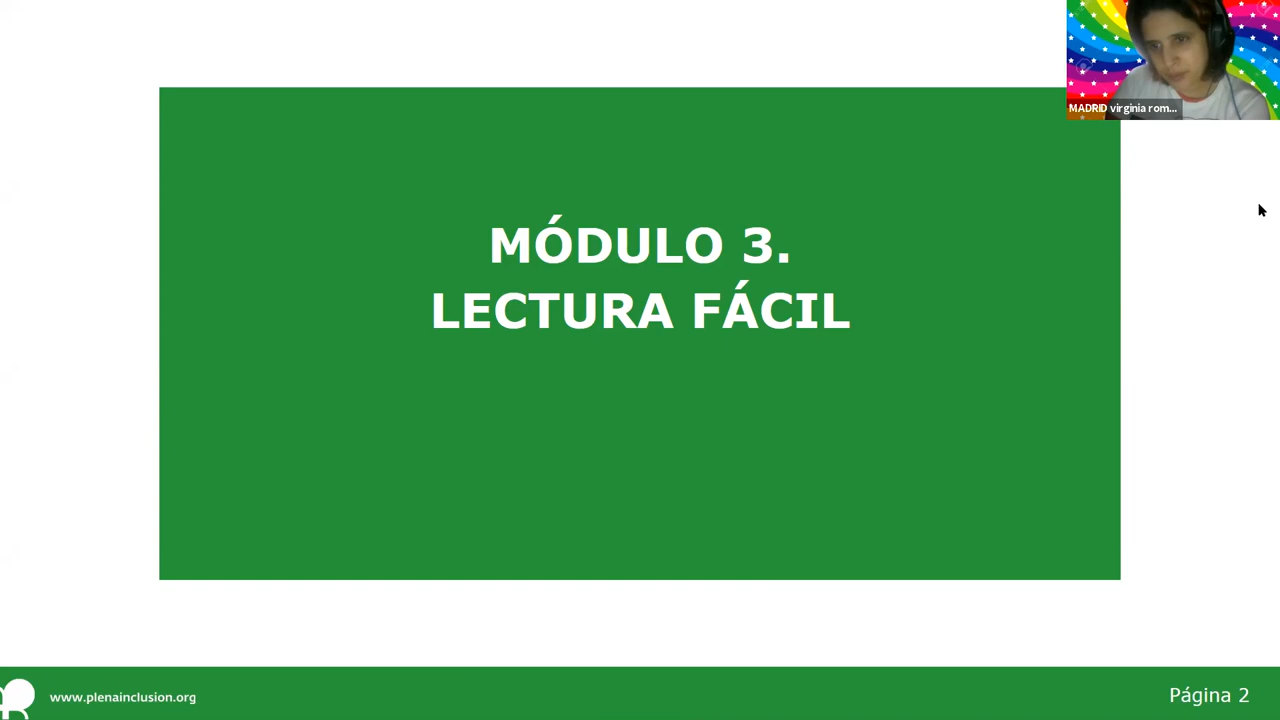 MADRID virginia rom...
MÓDULO 3.
LECTURA FÁCIL
www.plenainclusion.org
Página 2